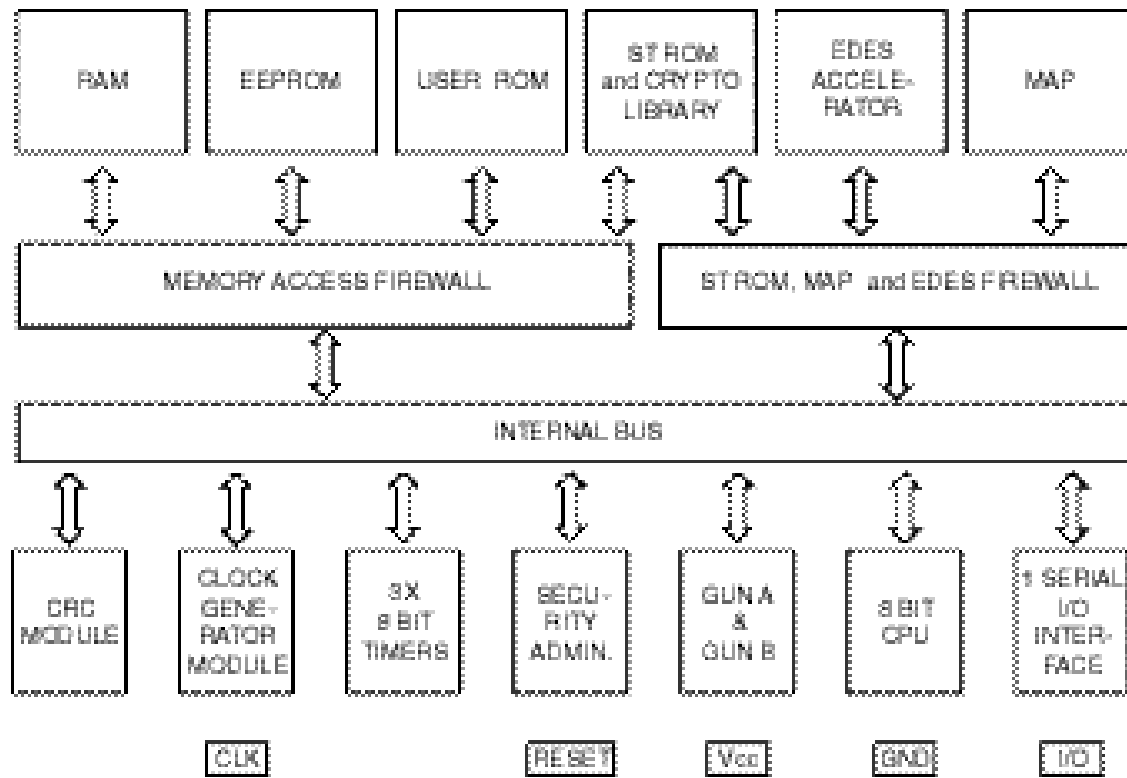 RAM
EEPROM
USER ROM
ST ROM
and CRYPTO
LIBRARY
EDES
ACCELE-
RATOR
MAP
MEMORY ACCESS FIREWALL
ST ROM, MAP and EDES FIREWALL
INTERNAL BUS
CRC
MODULE
CLOCK
GENE-
RATOR
MODULE
3X
8 BIT
TIMERS
SECU-
RITY
ADMIN.
GUN A
&
GUN B
8 BIT
CPU
1 SERIAL
I/O
INTER-
FACE
CLK
RESET
Vcc
GND
I/O